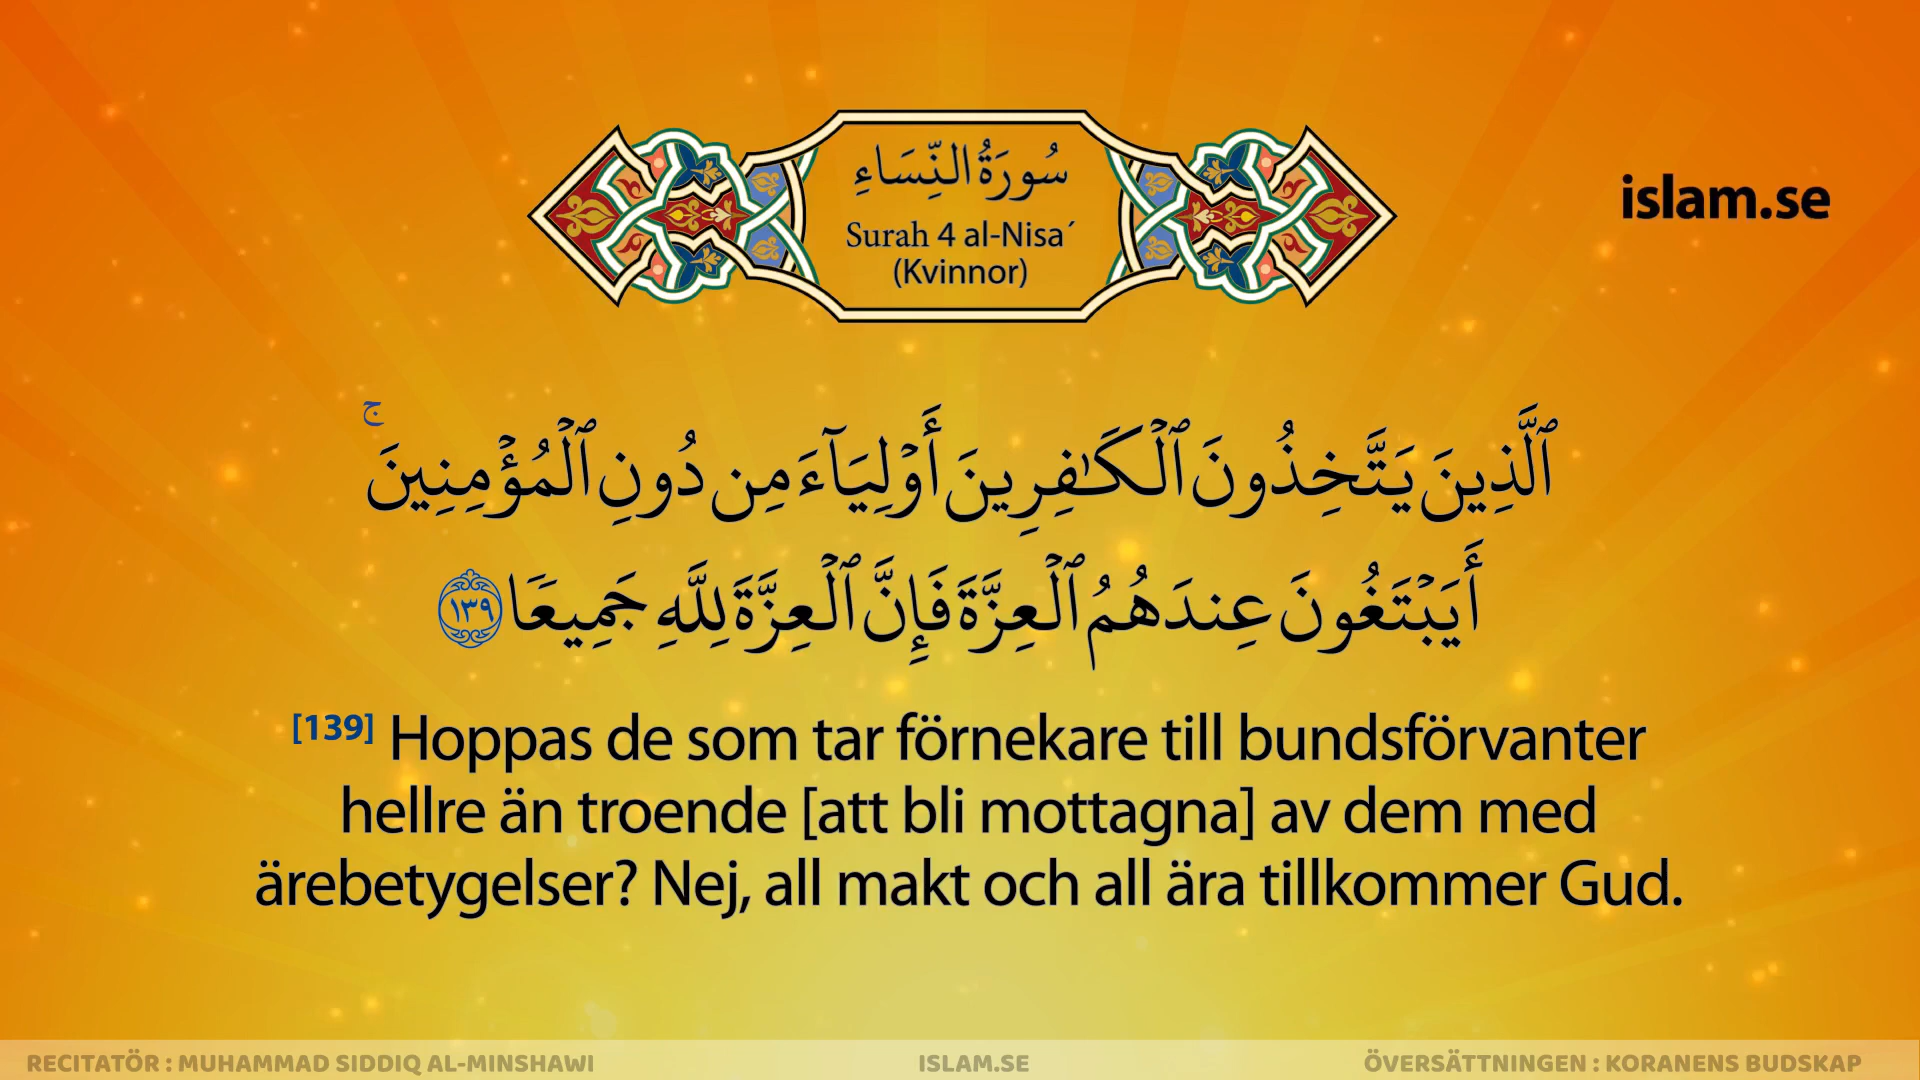 سُورَةُ النِّسَاءِ
Surah 4 al-Nisa´
(Kvinnor)
islam.se
ٱلَّذِينَ يَتَّخِذُونَ ٱلْكَـٰفِرِينَ أَوْلِيَآءَ مِن دُونِ ٱلْمُؤْمِنِينَ ۚ
أَيَبْتَغُونَ عِندَهُمُ ٱلْعِزَّةَ فَإِنَّ ٱلْعِزَّةَ لِلَّهِ جَمِيعًا ١٣٩
[139] Hoppas de som tar förnekare till bundsförvanter
hellre än troende [att bli mottagna] av dem med
ärebetygelser? Nej, all makt och all ära tillkommer Gud.
RECITATÖR : MUHAMMAD SIDDIQ AL-MINSHAWI
ISLAM.SE
ÖVERSÄTTNINGEN : KORANENS BUDSKAP